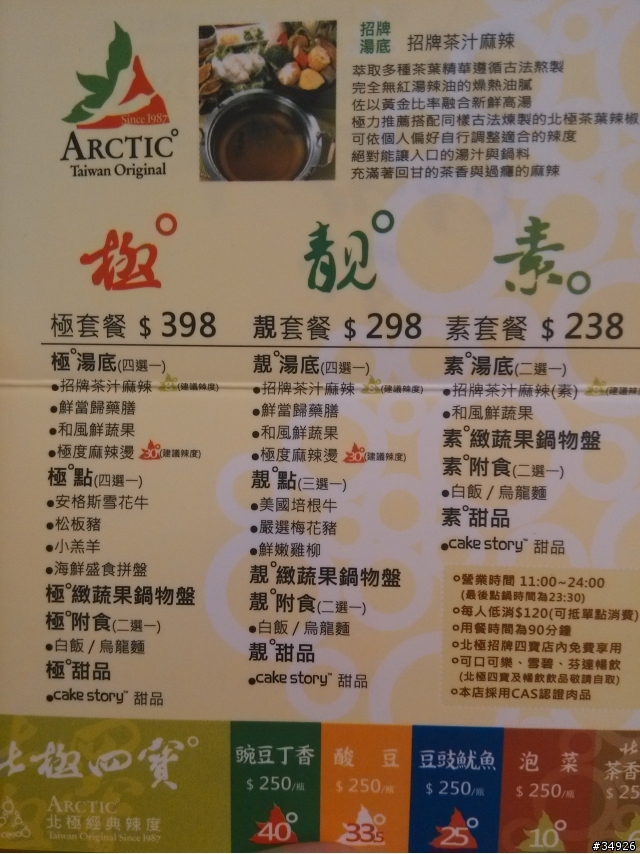 Since 1987
ARCTIC°
Taiwan Original
招牌湯底 招牌茶汁麻辣
萃取多種茶葉精華遵循古法熬製
完全無紅湯辣油的燥熱油膩
佐以黃金比率融合新鮮高湯
極力推薦搭配同樣古法煉製的北極茶葉辣椒
可依個人偏好自行調整適合的辣度
絕對能讓入口的湯汁與鍋料
充滿著回甘的茶香與過癮的麻辣
極°
極套餐 $ 398
極°湯底(四選一)
●招牌茶汁麻辣 (建議辣度)
●鮮當歸藥膳
●和風鮮蔬果
●極度麻辣燙 30°(建議辣度)
極°點(四選一)
●安格斯雪花牛
●松板豬
●小羔羊
●海鮮盛食拼盤
極°緻蔬果鍋物盤
極°附食(二選一)
●白飯 / 烏龍麵
極°甜品
●cake story™ 甜品
靚°
靚套餐 $ 298
靚°湯底(四選一)
●招牌茶汁麻辣 (建議辣度)
●鮮當歸藥膳
●和風鮮蔬果
●極度麻辣燙 30°(建議辣度)
靚°點(三選一)
●美國培根牛
●嚴選梅花豬
●鮮嫩雞柳
靚°緻蔬果鍋物盤
靚°附食(二選一)
●白飯 / 烏龍麵
靚°甜品
●cake story™ 甜品
素°
素套餐 $ 238
素°湯底(二選一)
●招牌茶汁麻辣(素) (建議辣度)
●和風鮮蔬果
素°緻蔬果鍋物盤
素°附食(二選一)
●白飯 / 烏龍麵
素°甜品
●cake story™ 甜品
營業時間 11:00~24:00
(最後點鍋時間為23:30)
每人低消$120(可抵單點消費)
用餐時間為90分鐘
北極招牌四寶店內免費享用
可口可樂、雪碧、芬達暢飲
(北極四寶及暢飲飲品敬請自取)
本店採用CAS認證肉品
北極四寶°
ARCTIC°
北極經典辣度
Taiwan Original Since 1987
豌豆丁香
$ 250/瓶
40°
酸豆
$ 250/瓶
33.5
豆豉魷魚
$ 250/瓶
25°
泡菜
$ 250/瓶
10°
北
茶香
$ 25
#34926